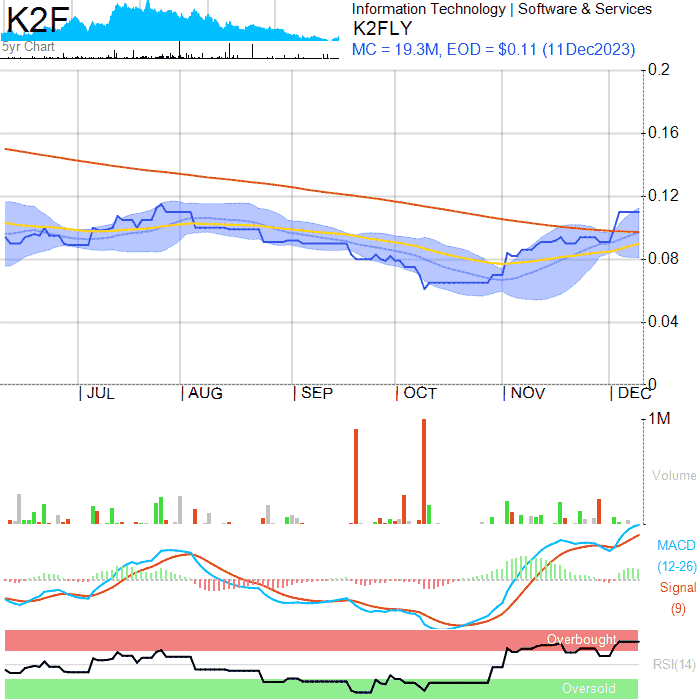 K2F
5yr Chart
Information Technology | Software & Services
K2FLY
MC = 19.3M, EOD = $0.11 (11Dec2023)
0.2
0.16
0.12
0.08
0.04
0
| JUL | AUG | SEP | OCT | NOV | DEC
1M
Volume
MACD
(12-26)
Signal
(9)
Overbought
RSI(14)
Oversold